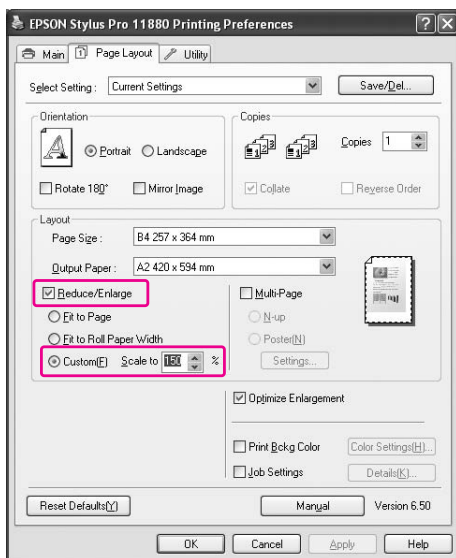 EPSON Stylus Pro 11880 Printing Preferences
Main Page Layout Utility
Select Setting : Current Settings Save/Del...
Orientation
Portrait Landscape
Rotate 180° Mirror Image
Copies
Copies 1
Collate Reverse Order
Layout
Page Size : B4 257 x 364 mm
Output Paper : A2 420 x 594 mm
Reduce/Enlarge
Fit to Page
Fit to Roll Paper Width
Custom(F) Scale to 150 %
Multi-Page
N-up
Poster(N)
Settings...
Optimize Enlargement
Print Bckg Color Color Settings(H)...
Job Settings Details(K)...
Reset Defaults(Y) Manual Version 6.50
OK Cancel Apply Help